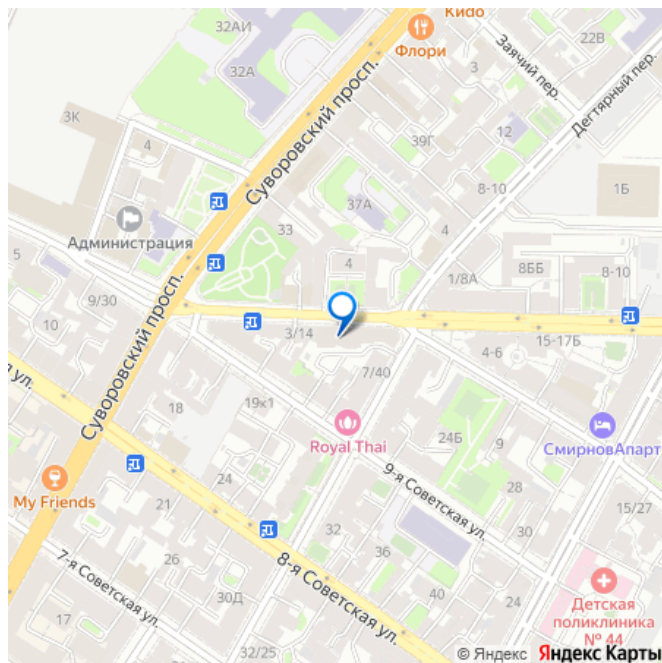 32АИ
Кидо
Флори
22В
Заячий пер.
Дегтярный пер.
32А
3
3К
4
39Г
12
Суворовский просп.
8-10
1Б
37А
Администрация
33
4
5
4
1/8А
8ББ
8-10
9/30
10
3/14
15-17Б
4-6
7/40
Суворовский просп.
я ул.
18
19к1
Royal Thai
24Б
9
СмирновАпарт
24
9-я Советская ул.
28
My Friends
21
15/27
30
32
36
8-я Советская ул.
26
7-я Советская ул.
40
30Д
24
17
32/25
Детская
поликлиника
№ 44
© Яндекс Яндекс Карты